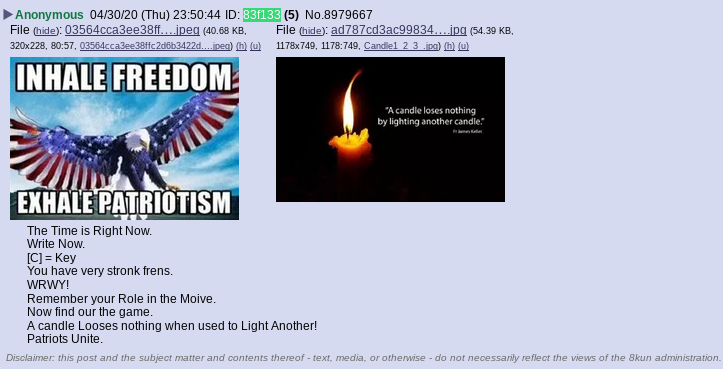 Anonymous 04/30/20 (Thu) 23:50:44 ID: 83f133 (5) No.8979667
File (hide): 03564cca3ee38ff….jpeg (40.68 KB,
320x228, 80:57, 03564cca3ee38ffc2d6b3422d….jpeg) (h) (u)
File (hide): ad787cd3ac99834….jpg (54.39 KB,
1178x749, 1178:749, Candle1_2_3_.jpg) (h) (u)
INHALE FREEDOM
EXHALE PATRIOTISM
“A candle loses nothing
by lighting another candle.”
Fr James Keller
The Time is Right Now.
Write Now.
[C] = Key
You have very stronk frens.
WRWY!
Remember your Role in the Moive.
Now find our the game.
A candle Looses nothing when used to Light Another!
Patriots Unite.
Disclaimer: this post and the subject matter and contents thereof - text, media, or otherwise - do not necessarily reflect the views of the 8kun administration.